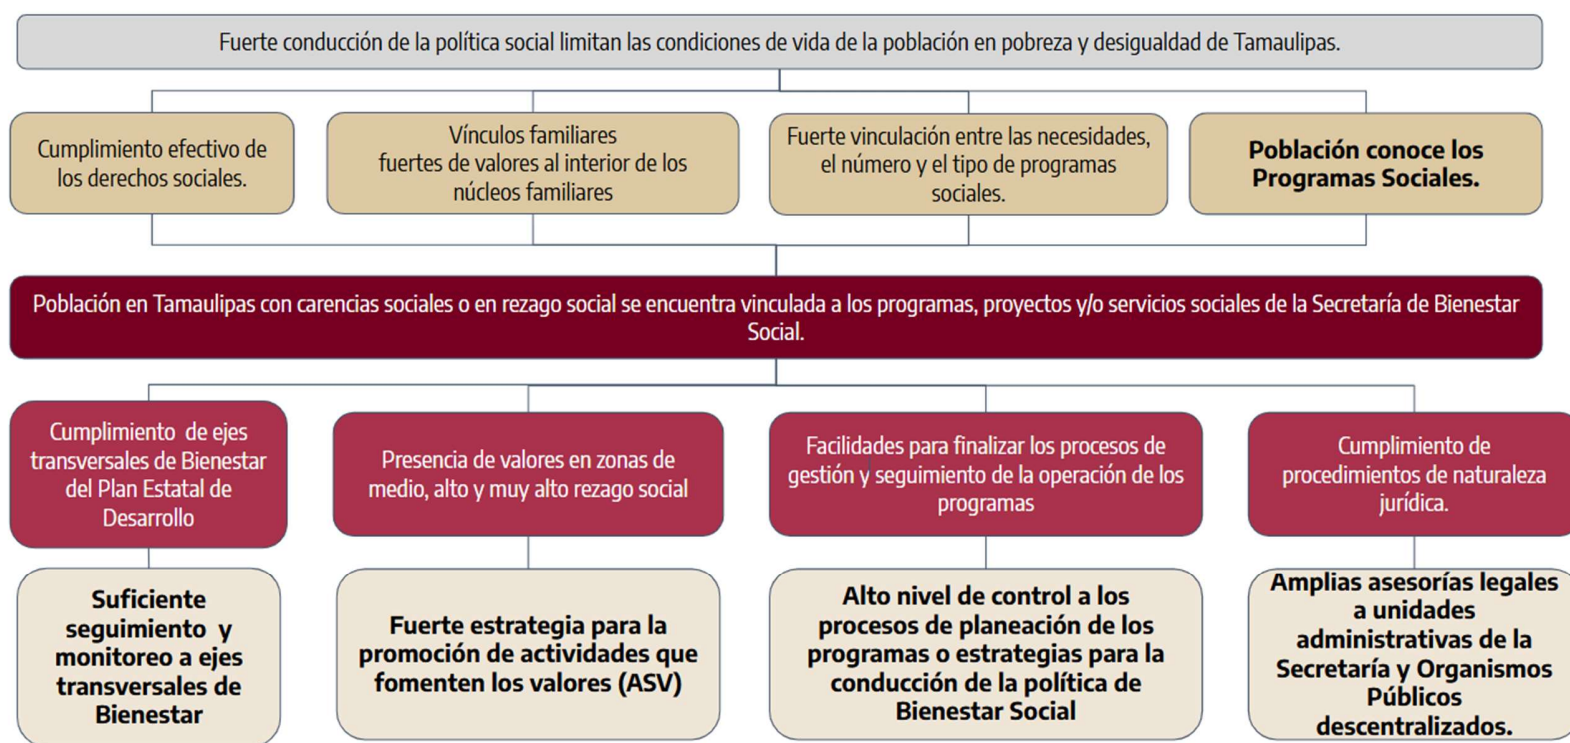 Fuerte conducción de la política social limitan las condiciones de vida de la población en pobreza y desigualdad de Tamaulipas.
Cumplimiento efectivo de
los derechos sociales.
Vínculos familiares
fuertes de valores al interior de los
núcleos familiares
Fuerte vinculación entre las necesidades,
el número y el tipo de programas
sociales.
Población conoce los
Programas Sociales.
Población en Tamaulipas con carencias sociales o en rezago social se encuentra vinculada a los programas, proyectos y/o servicios sociales de la Secretaría de Bienestar
Social.
Cumplimiento de ejes
transversales de Bienestar
del Plan Estatal de
Desarrollo
Presencia de valores en zonas de
medio, alto y muy alto rezago social
Facilidades para finalizar los procesos de
gestión y seguimiento de la operación de los
programas
Cumplimiento de
procedimientos de naturaleza
jurídica.
Suficiente
seguimiento y
monitoreo a ejes
transversales de
Bienestar
Fuerte estrategia para la
promoción de actividades que
fomenten los valores (ASV)
Alto nivel de control a los
procesos de planeación de los
programas o estrategias para la
conducción de la política de
Bienestar Social
Amplias asesorías legales
a unidades
administrativas de la
Secretaría y Organismos
Públicos
descentralizados.